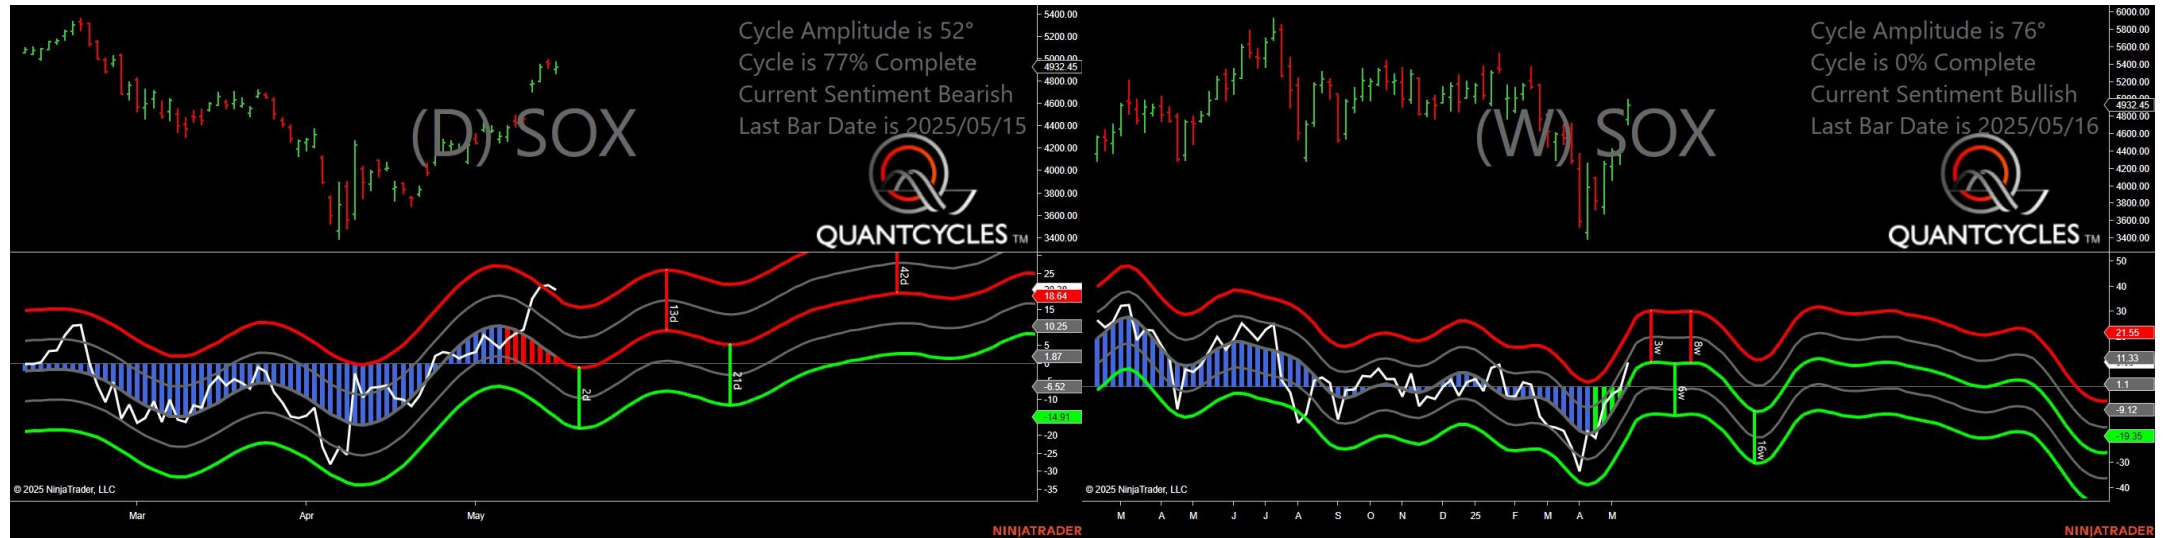 Cycle Amplitude is 52°
Cycle is 77% Complete
Current Sentiment Bearish
Last Bar Date is 2025/05/15
(D) SOX
QUANTCYCLES TM
5400.00
5200.00
5000.00
4932.45
4800.00
4600.00
4400.00
4200.00
4000.00
3800.00
3600.00
3400.00
25
18.64
15
10.25
5
1.87
0
-6.52
-10
-14.91
-20
-25
-30
-35
2d
13d
21d
42d
© 2025 NinjaTrader, LLC
Mar
Apr
May
NINJATRADER
Cycle Amplitude is 76°
Cycle is 0% Complete
Current Sentiment Bullish
Last Bar Date is 2025/05/16
(W) SOX
QUANTCYCLES TM
6000.00
5800.00
5600.00
5400.00
5200.00
4932.45
4800.00
4600.00
4400.00
4200.00
4000.00
3800.00
3600.00
3400.00
50
40
30
21.55
11.33
1.1
-9.12
-19.35
-30
-40
3w
8w
6w
16w
© 2025 NinjaTrader, LLC
M
A
M
J
J
A
S
O
N
D
25
F
M
A
M
NINJATRADER